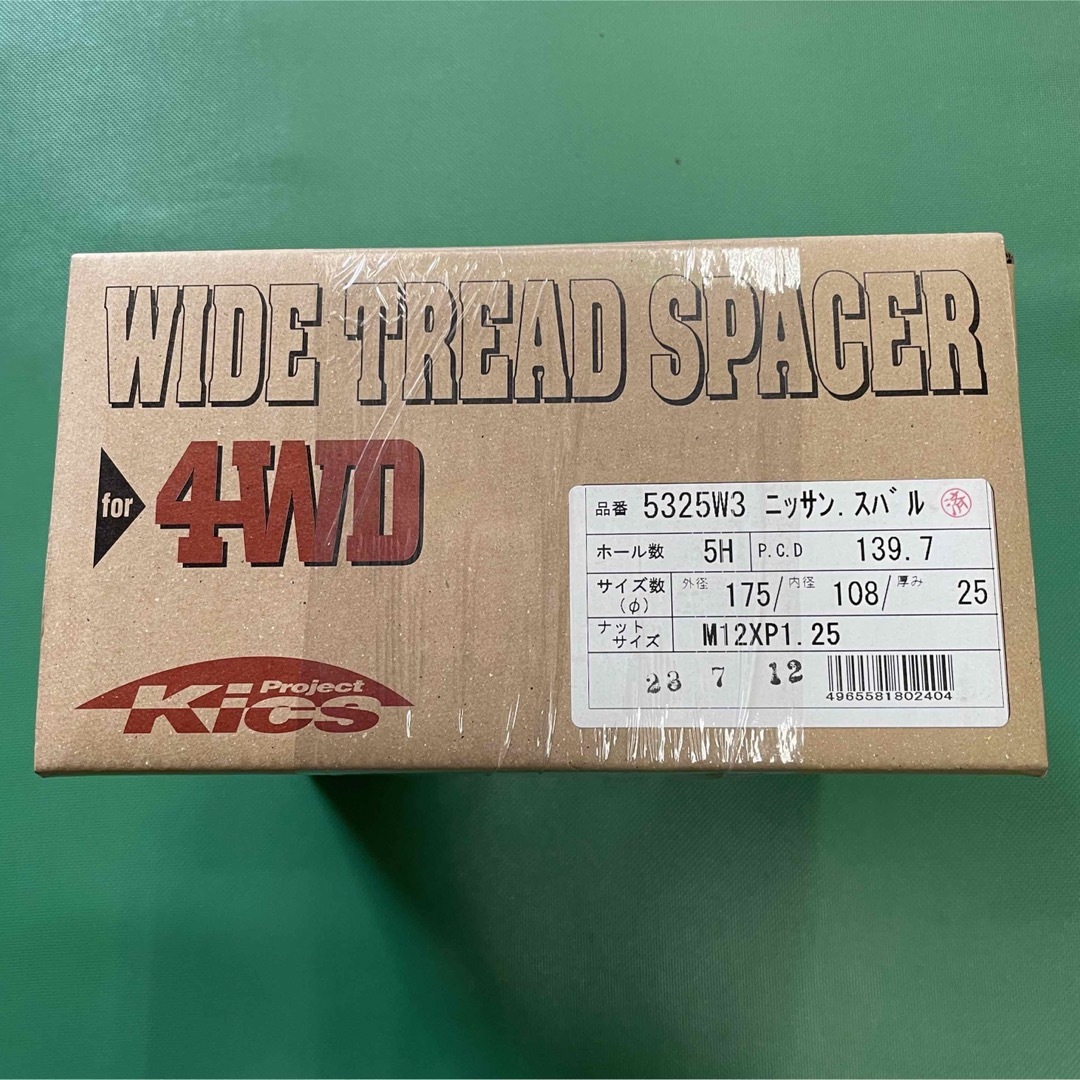 WIDE TREAD SPACER
for 4WD
品番 5325W3 ニッサン.スバル 済
ホール数 5H P.C.D 139.7
サイズ数(φ) 外径 175/ 内径 108/ 厚み 25
ナットサイズ M12XP1.25
23 7 12
4965581802404
Project
Kics